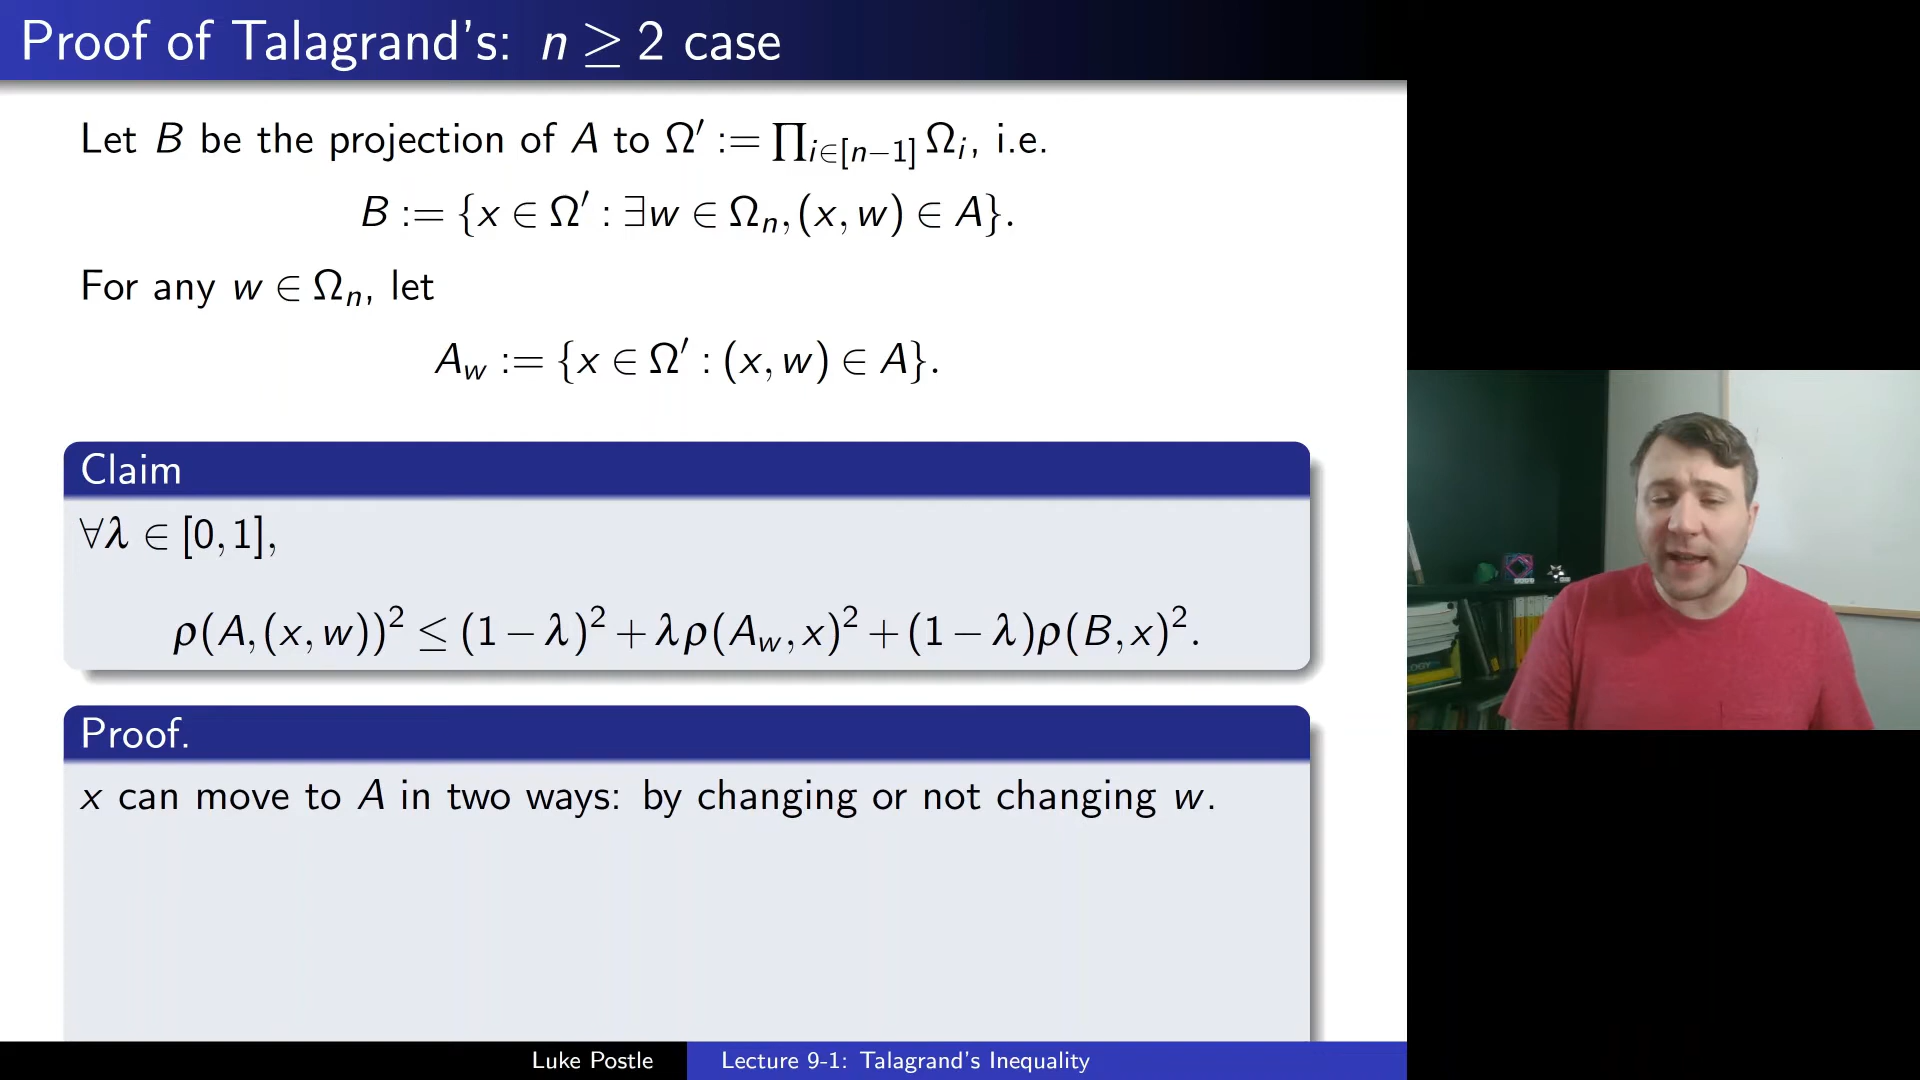 Proof of Talagrand's: n ≥ 2 case
Let B be the projection of A to Ω′ := ∏_{i∈[n−1]} Ω_i, i.e.
B := {x ∈ Ω′ : ∃w ∈ Ω_n, (x, w) ∈ A}.
For any w ∈ Ω_n, let
A_w := {x ∈ Ω′ : (x, w) ∈ A}.
Claim
∀λ ∈ [0, 1],
ρ(A, (x, w))² ≤ (1 − λ)² + λρ(A_w, x)² + (1 − λ)ρ(B, x)².
Proof.
x can move to A in two ways: by changing or not changing w.
Luke Postle
Lecture 9-1: Talagrand's Inequality